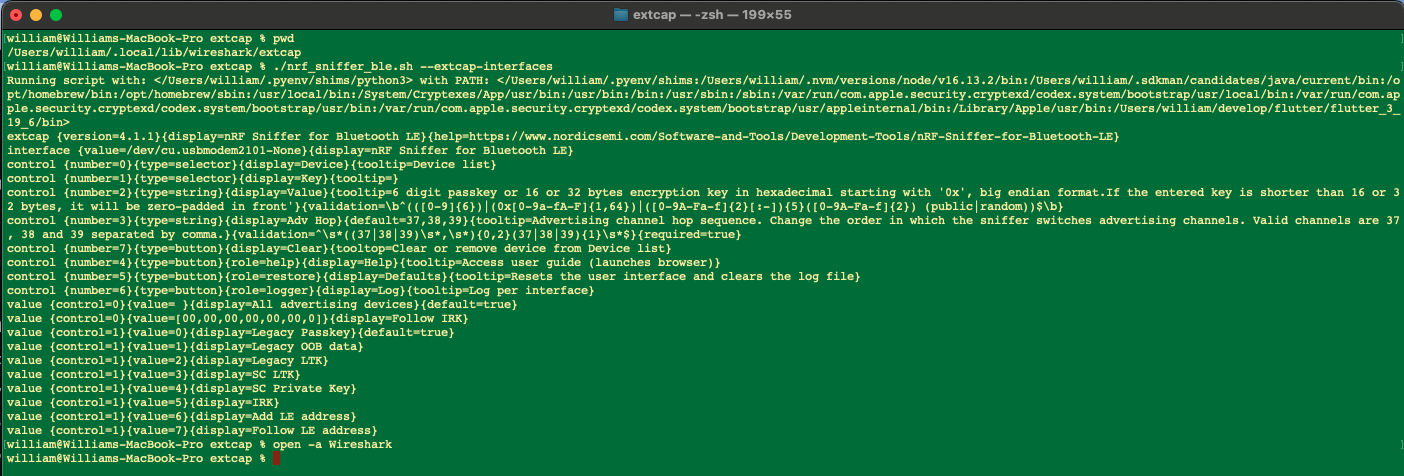 extcap — -zsh — 199×55
william@Williams-MacBook-Pro extcap % pwd
/Users/william/.local/lib/wireshark/extcap
william@Williams-MacBook-Pro extcap % ./nrf_sniffer_ble.sh --extcap-interfaces
Running script with: </Users/william/.pyenv/shims/python3> with PATH: </Users/william/.pyenv/shims:/Users/william/.nvm/versions/node/v16.13.2/bin:/Users/william/.sdkman/candidates/java/current/bin:/o
pt/homebrew/bin:/opt/homebrew/sbin:/usr/local/bin:/System/Cryptexes/App/usr/bin:/usr/bin:/bin:/usr/sbin:/sbin:/var/run/com.apple.security.cryptexd/codex.system/bootstrap/usr/local/bin:/var/run/com.ap
ple.security.cryptexd/codex.system/bootstrap/usr/bin:/var/run/com.apple.security.cryptexd/codex.system/bootstrap/usr/appleinternal/bin:/Library/Apple/usr/bin:/Users/william/develop/flutter/flutter_3_
19_6/bin>
extcap {version=4.1.1}{display=nRF Sniffer for Bluetooth LE}{help=https://www.nordicsemi.com/Software-and-Tools/Development-Tools/nRF-Sniffer-for-Bluetooth-LE}
interface {value=/dev/cu.usbmodem2101-None}{display=nRF Sniffer for Bluetooth LE}
control {number=0}{type=selector}{display=Device}{tooltip=Device list}
control {number=1}{type=selector}{display=Key}{tooltip=}
control {number=2}{type=string}{display=Value}{tooltip=6 digit passkey or 16 or 32 bytes encryption key in hexadecimal starting with '0x', big endian format.If the entered key is shorter than 16 or 3
2 bytes, it will be zero-padded in front'}{validation=\b^(([0-9]{6})|(0x[0-9a-fA-F]{1,64})|([0-9A-Fa-f]{2}[:-]){5}([0-9A-Fa-f]{2}) (public|random))$\b}
control {number=3}{type=string}{display=Adv Hop}{default=37,38,39}{tooltip=Advertising channel hop sequence. Change the order in which the sniffer switches advertising channels. Valid channels are 37
, 38 and 39 separated by comma.}{validation=^\s*((37|38|39)\s*,\s*){0,2}(37|38|39){1}\s*$}{required=true}
control {number=7}{type=button}{display=Clear}{tooltop=Clear or remove device from Device list}
control {number=4}{type=button}{role=help}{display=Help}{tooltip=Access user guide (launches browser)}
control {number=5}{type=button}{role=restore}{display=Defaults}{tooltip=Resets the user interface and clears the log file}
control {number=6}{type=button}{role=logger}{display=Log}{tooltip=Log per interface}
value {control=0}{value= }{display=All advertising devices}{default=true}
value {control=0}{value=[00,00,00,00,00,00,0]}{display=Follow IRK}
value {control=1}{value=0}{display=Legacy Passkey}{default=true}
value {control=1}{value=1}{display=Legacy OOB data}
value {control=1}{value=2}{display=Legacy LTK}
value {control=1}{value=3}{display=SC LTK}
value {control=1}{value=4}{display=SC Private Key}
value {control=1}{value=5}{display=IRK}
value {control=1}{value=6}{display=Add LE address}
value {control=1}{value=7}{display=Follow LE address}
william@Williams-MacBook-Pro extcap % open -a Wireshark
william@Williams-MacBook-Pro extcap %